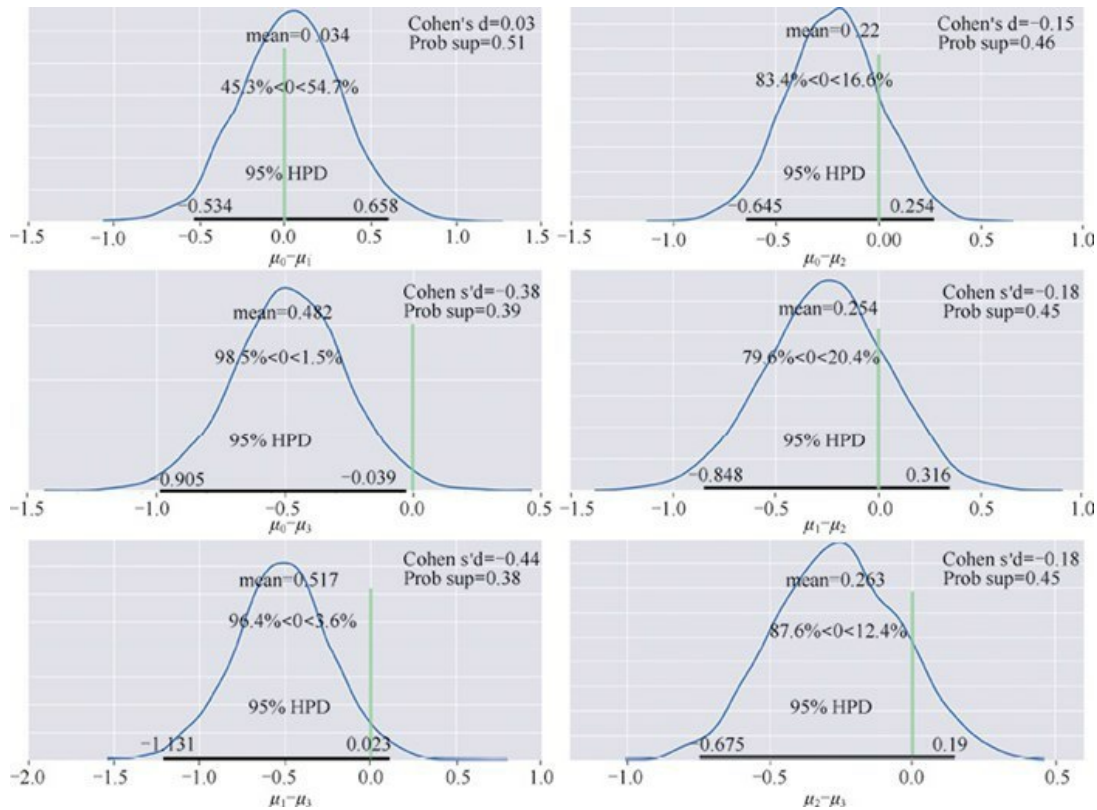 Cohen's d=0.03
Prob sup=0.51
mean=0 .034
45.3%<0<54.7%
95% HPD
−0.534 0.658
−1.5 −1.0 −0.5 0.0 0.5 1.0 1.5
μ₀−μ₁
Cohen's d=−0.15
Prob sup=0.46
mean=0 .22
83.4%<0<16.6%
95% HPD
−0.645 0.254
−1.5 −1.0 −0.5 0.00 0.5 1.0
μ₀−μ₂
Cohen s'd=−0.38
Prob sup=0.39
mean=0.482
98.5%<0<1.5%
95% HPD
−0.905 −0.039
−1.5 −1.0 −0.5 0.0 0.5
μ₀−μ₃
Cohen s'd=−0.18
Prob sup=0.45
mean=0.254
79.6%<0<20.4%
95% HPD
−0.848 0.316
−1.5 −1.0 −0.5 0.0 0.5 1.0
μ₁−μ₂
Cohen s'd=−0.44
Prob sup=0.38
mean=0.517
96.4%<0<3.6%
95% HPD
−1.131 0.023
−2.0 −1.5 −1.0 −0.5 0.0 0.5 1.0
μ₁−μ₃
Cohen s'd=−0.18
Prob sup=0.45
mean=0.263
87.6%<0<12.4%
95% HPD
−0.675 0.19
−1.0 −0.5 0.0 0.5
μ₂−μ₃